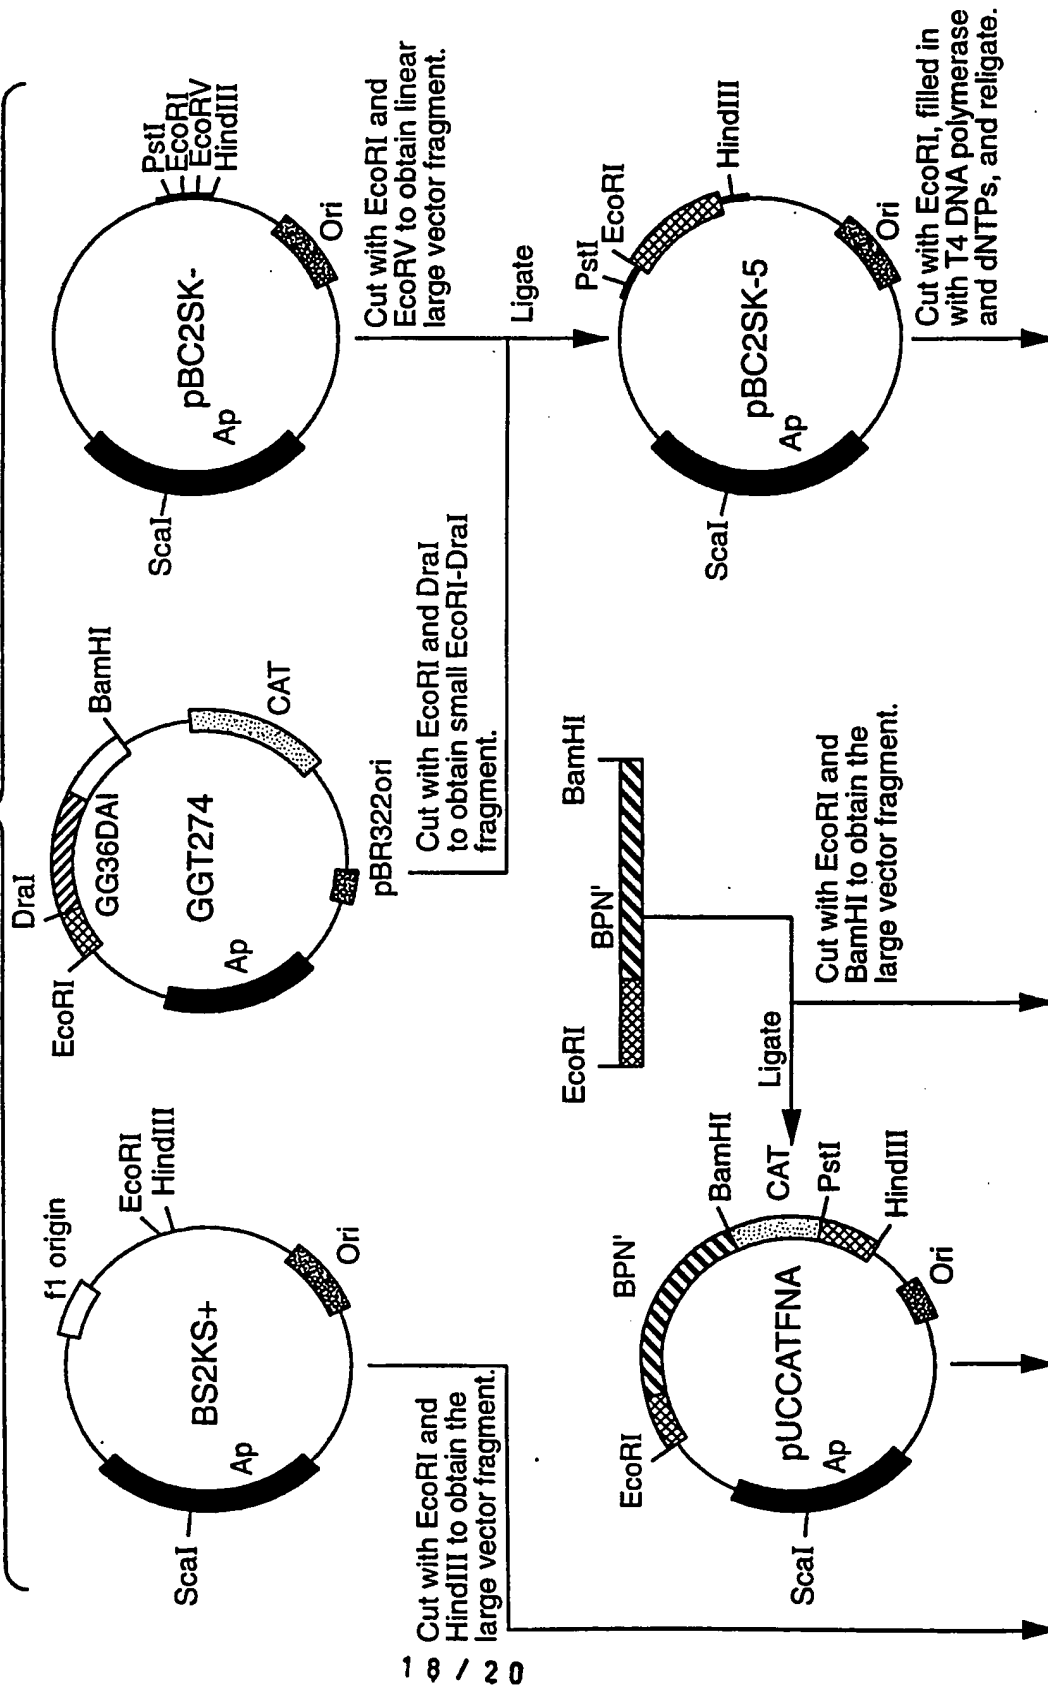 f1 origin
EcoRI
HindIII
BS2KS+
Ap
Ori
ScaI
DraI
EcoRI
GG36DAI
BamHI
GGT274
CAT
Ap
pBR322ori
PstI
EcoRI
EcoRV
HindIII
pBC2SK-
Ap
Ori
ScaI
Cut with EcoRI and
HindIII to obtain the
large vector fragment.
Cut with EcoRI and DraI
to obtain small EcoRI-DraI
fragment.
Cut with EcoRI and
EcoRV to obtain linear
large vector fragment.
Ligate
EcoRI
BPN'
BamHI
Ligate
Cut with EcoRI and
BamHI to obtain the
large vector fragment.
EcoRI
BPN'
BamHI
CAT
PstI
HindIII
pUCCATFNA
Ap
Ori
ScaI
PstI
EcoRI
HindIII
pBC2SK-5
Ap
Ori
ScaI
Cut with EcoRI, filled in
with T4 DNA polymerase
and dNTPs, and religate.
18 / 20